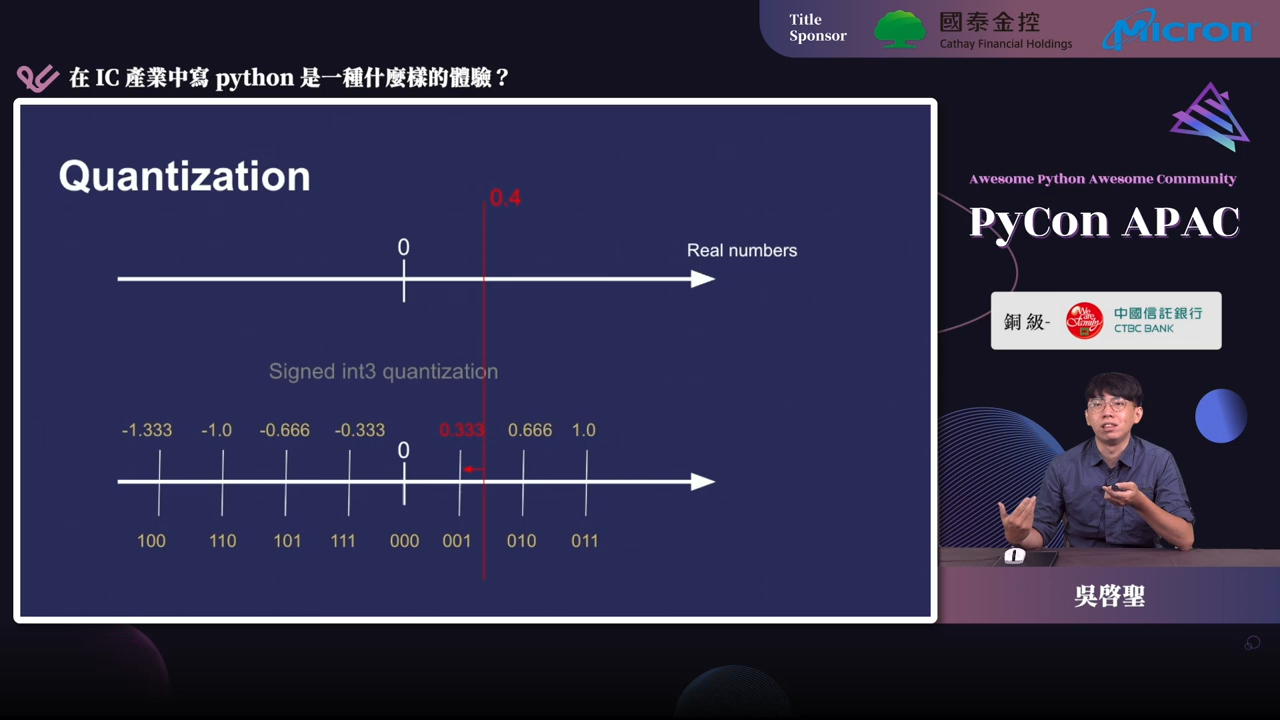 Title
Sponsor
國泰金控
Cathay Financial Holdings
Micron
在 IC 產業中寫 python 是一種什麼樣的體驗？
Quantization
0.4
0
Real numbers
Signed int3 quantization
-1.333 -1.0 -0.666 -0.333 0 0.333 0.666 1.0
100 110 101 111 000 001 010 011
Awesome Python Awesome Community
PyCon APAC
銅級-
We are Family
中國信託銀行
CTBC BANK
吳啓聖